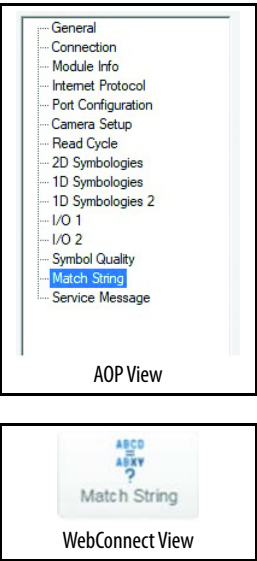 General
Connection
Module Info
Internet Protocol
Port Configuration
Camera Setup
Read Cycle
2D Symbologies
1D Symbologies
1D Symbologies 2
I/O 1
I/O 2
Symbol Quality
Match String
Service Message
AOP View
ABCD
=
ABXY
?
Match String
WebConnect View